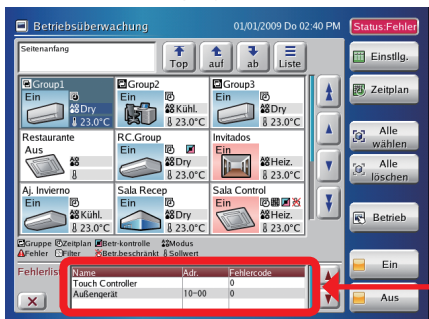 Betriebsüberwachung 01/01/2009 Do 02:40 PM Status:Fehler
Seitenanfang
Top auf ab Liste
Einstllg.
Zeitplan
Alle wählen
Alle löschen
Betrieb
Ein
Aus
Group1 Group2 Group3
Ein Ein Ein
Dry Kühl. Dry
23.0°C 23.0°C 23.0°C
Restaurante RC.Group Invitados
Aus Ein Ein
Dry Heiz.
23.0°C 23.0°C
Aj. Invierno Sala Recep Sala Control
Ein Ein Ein
Kühl. Dry Heiz.
23.0°C 23.0°C 23.0°C
Gruppe Zeitplan Betr-kontrolle Modus
Fehler Filter Betr.beschränkt Sollwert
Fehlerlis
Name Adr. Fehlercode
Touch Controller 0
Außengerät 10-00 0